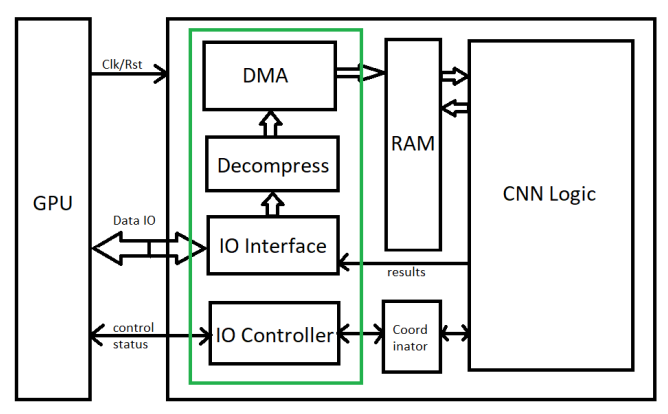 Clk/Rst
DMA
RAM
Decompress
GPU
CNN Logic
Data IO
IO Interface
results
control
status
IO Controller
Coord
inator